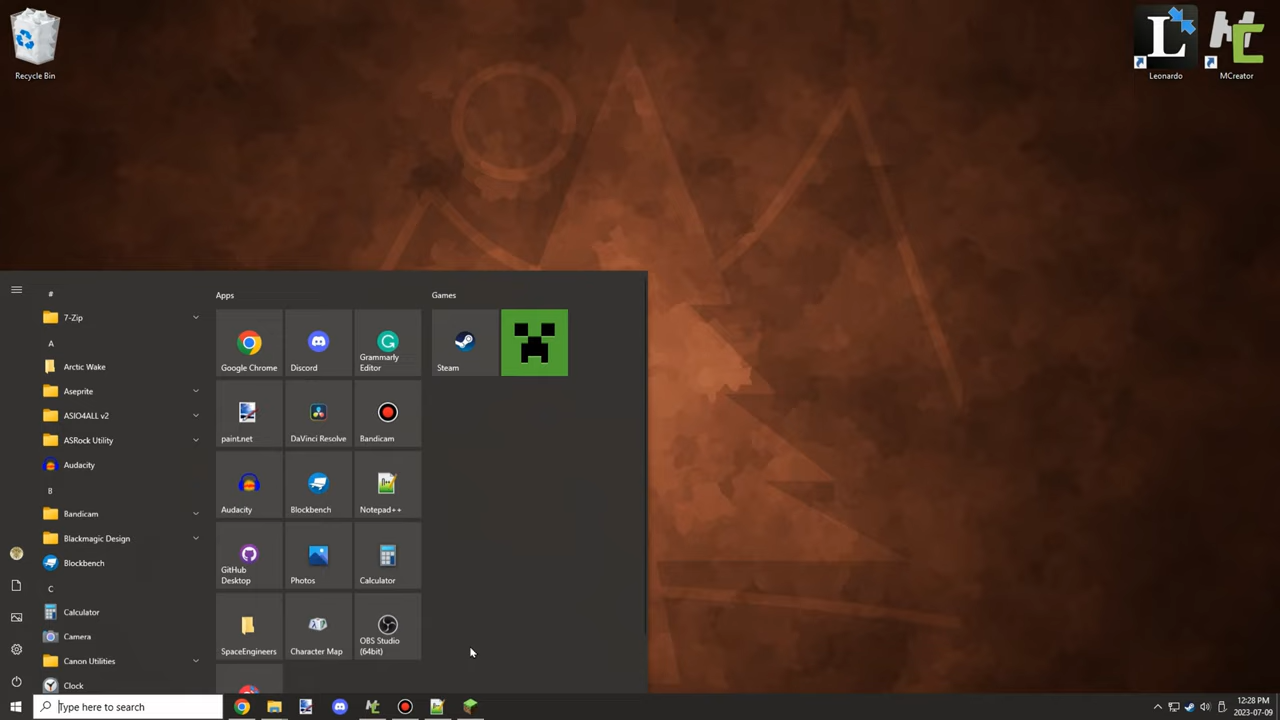 Recycle Bin
L
Leonardo
MCreator
#
7-Zip
A
Arctic Wake
Aseprite
ASIO4ALL v2
ASRock Utility
Audacity
B
Bandicam
Blackmagic Design
Blockbench
C
Calculator
Camera
Canon Utilities
Clock
Apps
Google Chrome
Discord
Grammarly
Editor
paint.net
DaVinci Resolve
Bandicam
Audacity
Blockbench
Notepad++
GitHub
Desktop
Photos
Calculator
SpaceEngineers
Character Map
OBS Studio
(64bit)
Games
Steam
Type here to search
12:28 PM
2023-07-09